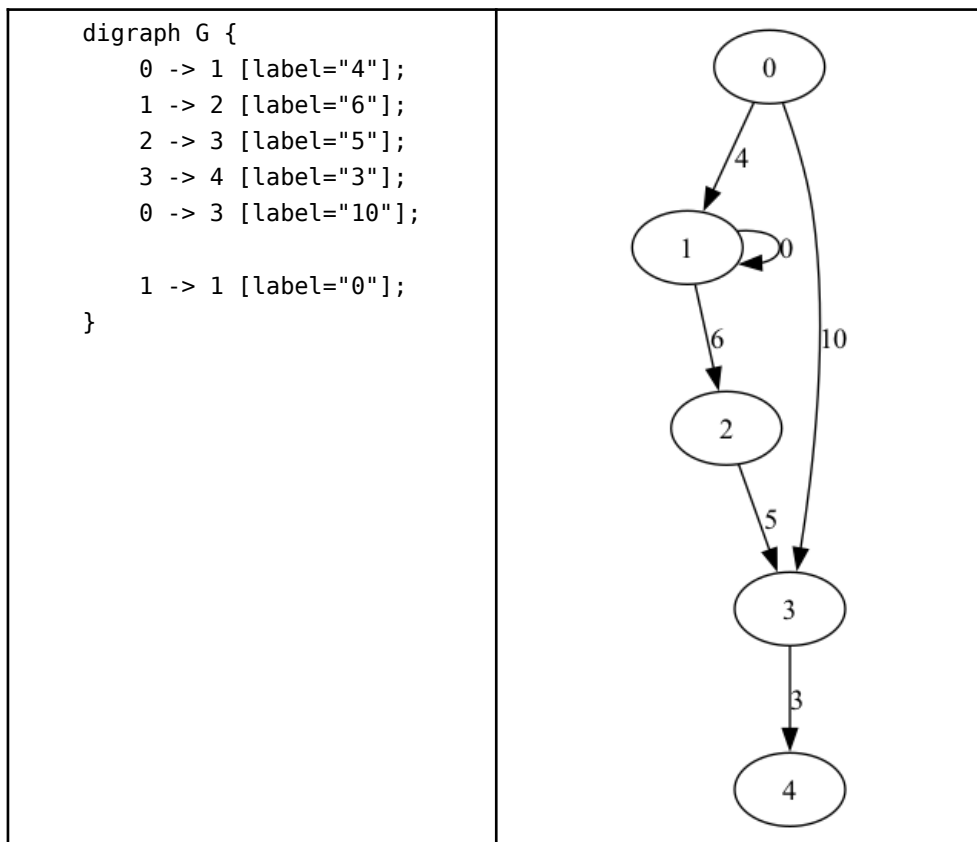 digraph G {
0 -> 1 [label="4"];
1 -> 2 [label="6"];
2 -> 3 [label="5"];
3 -> 4 [label="3"];
0 -> 3 [label="10"];
1 -> 1 [label="0"];
}
0
4
1
0
6
10
2
5
3
3
4